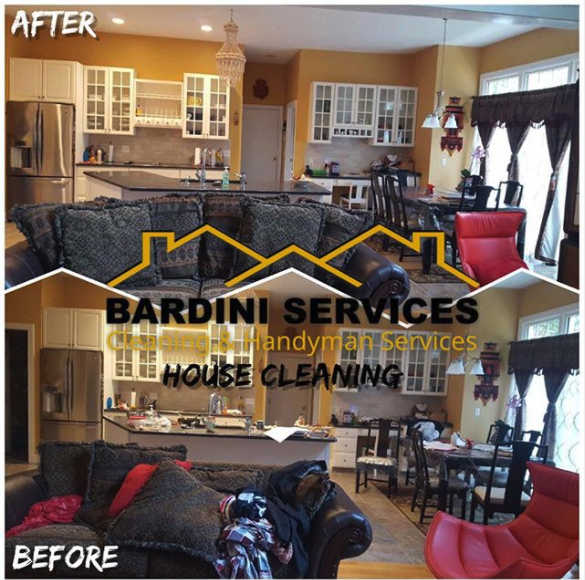 AFTER
BARDINI SERVICES
Cleaning & Handyman Services
HOUSE CLEANING
BEFORE